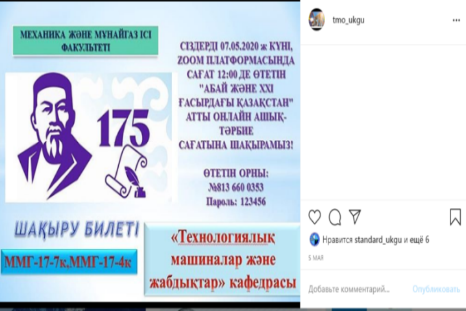 МЕХАНИКА ЖӘНЕ МҰНАЙГАЗ ІСІ
ФАКУЛЬТЕТІ
СІЗДЕРДІ 07.05.2020 ж КҮНІ,
ZOOM ПЛАТФОРМАСЫНДА
САҒАТ 12:00 ДЕ ӨТЕТІН
"АБАЙ ЖӘНЕ XXI
ҒАСЫРДАҒЫ ҚАЗАҚСТАН"
АТТЫ ОНЛАЙН АШЫҚ-
ТӘРБИЕ
САҒАТЫНА ШАҚЫРАМЫЗ!
175
ӨТЕТІН ОРНЫ:
№813 660 0353
Пароль: 123456
ШАҚЫРУ БИЛЕТІ
ММГ-17-7к,ММГ-17-4к
«Технологиялық
машиналар және
жабдықтар» кафедрасы
tmo_ukgu
Нравится standard_ukgu и ещё 6
5 МАЯ
Добавьте комментарий...
Опубликовать